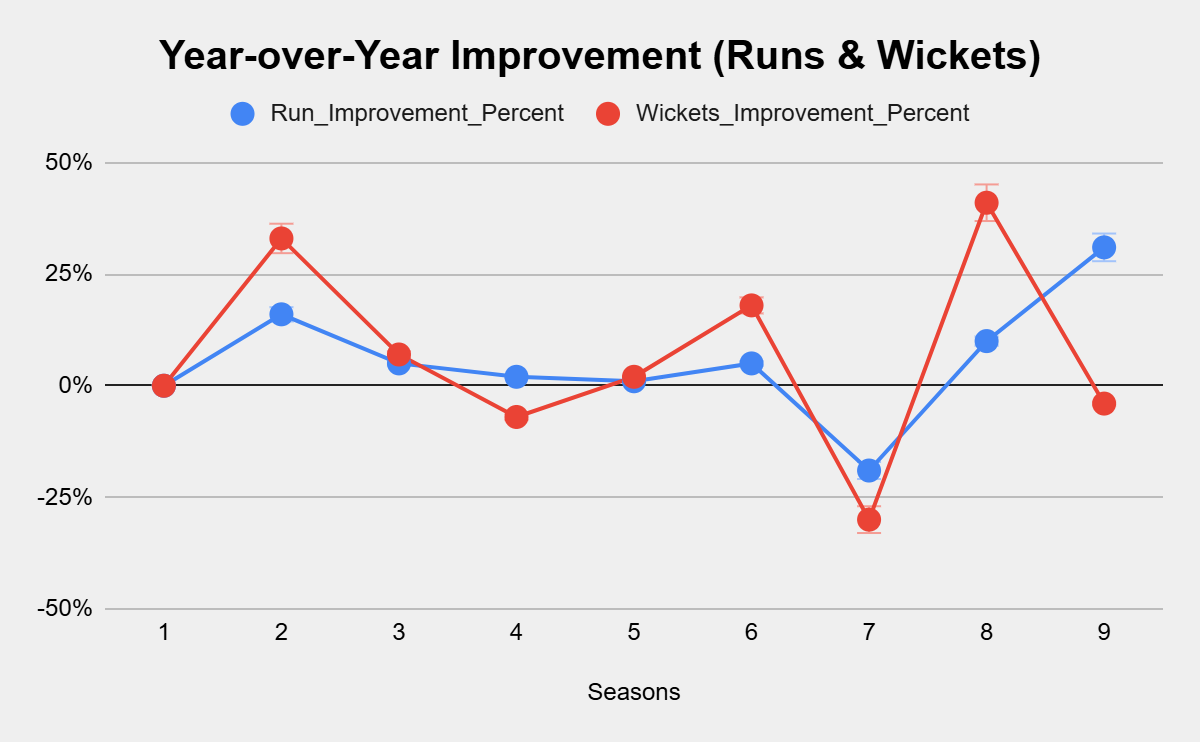 Year-over-Year Improvement (Runs & Wickets)
Run_Improvement_Percent Wickets_Improvement_Percent
50%
25%
0%
-25%
-50%
1 2 3 4 5 6 7 8 9
Seasons